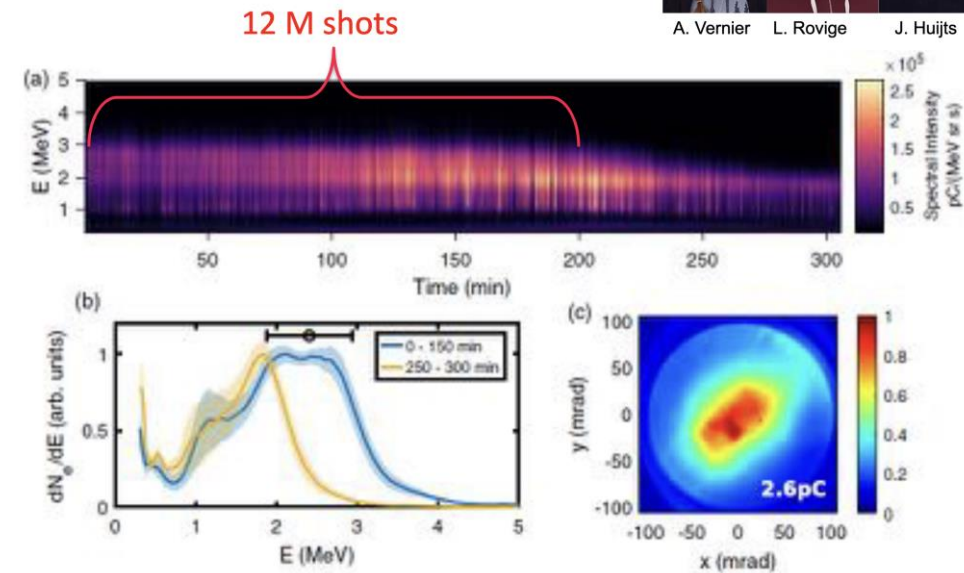 12 M shots
A. Vernier L. Rovige J. Huijts
(a)
5
4
3
2
1
E (MeV)
50 100 150 200 250 300
Time (min)
×10⁵
2.5
2
1.5
1
0.5
Spectral Intensity
pC/(MeV sr s)
(b)
1
0.5
0
dNₑ/dE (arb. units)
0 - 150 min
250 - 300 min
0 1 2 3 4 5
E (MeV)
(c)
100
50
0
-50
-100
y (mrad)
2.6pC
-100 -50 0 50 100
x (mrad)
1
0.8
0.6
0.4
0.2
0